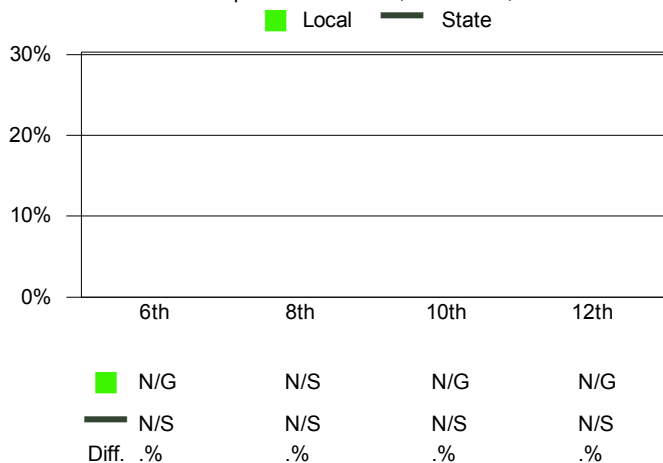 Local State
30%
20%
10%
0%
6th 8th 10th 12th
N/G N/S N/G N/G
N/S N/S N/S N/S
Diff. .% .% .% .%